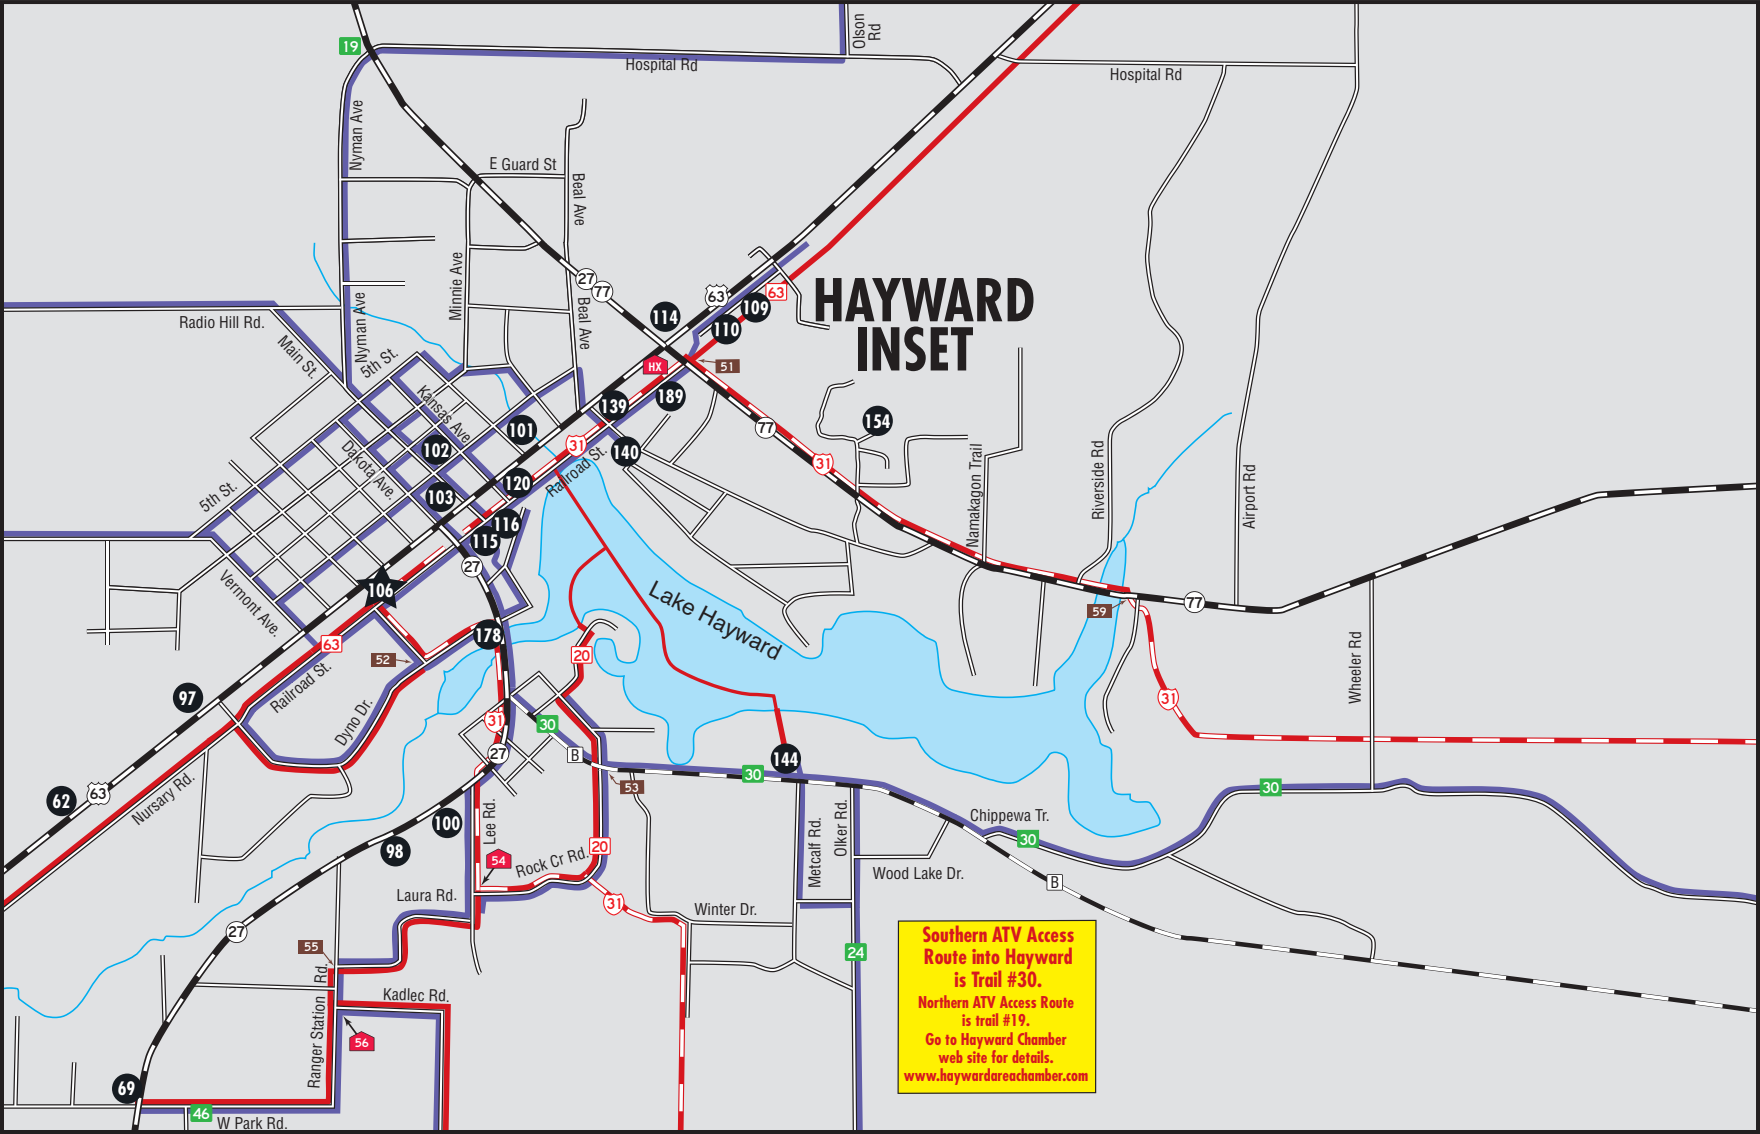 19
Olson
Rd
Hospital Rd
Hospital Rd
Nyman Ave
E Guard St
Beal Ave
Minnie Ave
27
77
63
63
HAYWARD
INSET
Radio Hill Rd.
Nyman Ave
Beal Ave
114
109
110
Main St.
5th St.
HX
51
Kansas Ave
139
189
101
77
154
102
31
140
31
Dakota Ave.
Railroad St.
Namakagon Trail
Riverside Rd
Airport Rd
5th St.
103
120
116
115
27
Vermont Ave.
106
Lake Hayward
59
77
178
63
52
20
Wheeler Rd
Railroad St.
97
31
31
Dyno Dr.
30
27
B
144
30
30
53
Nursary Rd.
63
62
100
Lee Rd.
Metcalf Rd.
Olker Rd.
Chippewa Tr.
30
98
20
54
Rock Cr Rd.
Wood Lake Dr.
B
Laura Rd.
31
Winter Dr.
27
55
24
Southern ATV Access
Route into Hayward
is Trail #30.
Northern ATV Access Route
is trail #19.
Go to Hayward Chamber
web site for details.
www.haywardareachamber.com
Ranger Station Rd.
Kadlec Rd.
56
69
46
W Park Rd.